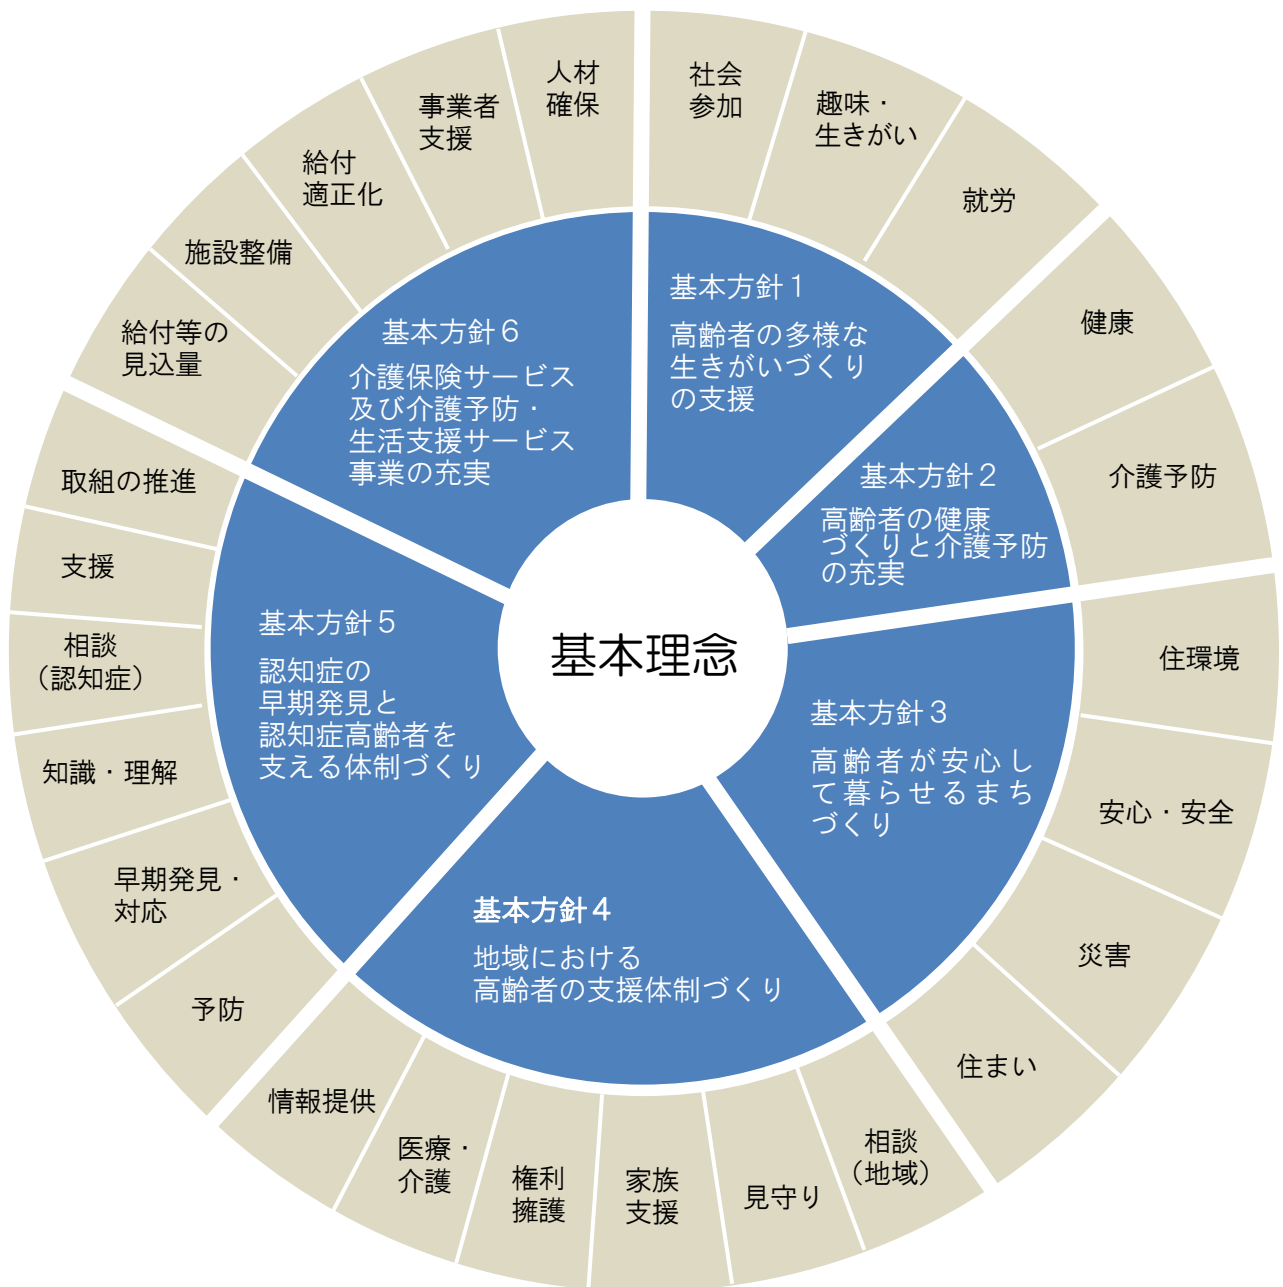 基本理念
基本方針１
高齢者の多様な
生きがいづくり
の支援
社会
参加
趣味・
生きがい
就労
基本方針２
高齢者の健康
づくりと介護予防
の充実
健康
介護予防
基本方針３
高齢者が安心し
て暮らせるまち
づくり
住環境
安心・安全
災害
住まい
基本方針４
地域における
高齢者の支援体制づくり
相談
（地域）
見守り
家族
支援
権利
擁護
医療・
介護
情報提供
基本方針５
認知症の
早期発見と
認知症高齢者を
支える体制づくり
予防
早期発見・
対応
知識・理解
相談
（認知症）
支援
取組の推進
基本方針６
介護保険サービス
及び介護予防・
生活支援サービス
事業の充実
給付等の
見込量
施設整備
給付
適正化
事業者
支援
人材
確保